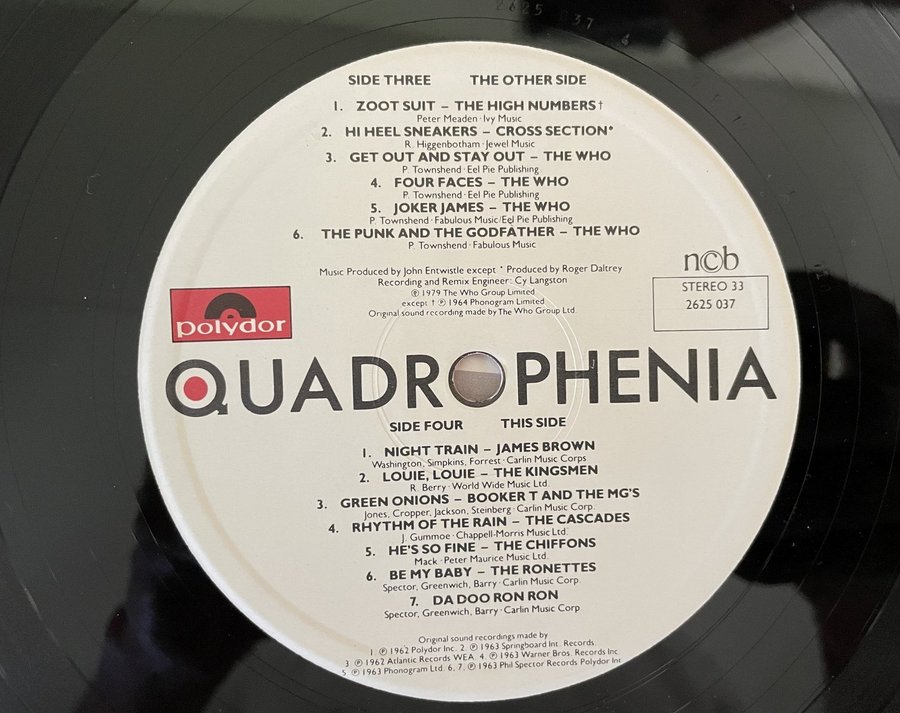 2625 037
SIDE THREE THE OTHER SIDE
1. ZOOT SUIT – THE HIGH NUMBERS†
Peter Meaden · Ivy Music
2. HI HEEL SNEAKERS – CROSS SECTION*
R. Higgenbotham · Jewel Music
3. GET OUT AND STAY OUT – THE WHO
P. Townshend · Eel Pie Publishing
4. FOUR FACES – THE WHO
P. Townshend · Eel Pie Publishing
5. JOKER JAMES – THE WHO
P. Townshend · Fabulous Music/Eel Pie Publishing
6. THE PUNK AND THE GODFATHER – THE WHO
P. Townshend · Fabulous Music
Music Produced by John Entwistle except * Produced by Roger Daltrey
Recording and Remix Engineer: Cy Langston
℗ 1979 The Who Group Limited
except † ℗ 1964 Phonogram Limited
Original sound recording made by The Who Group Ltd.
ncb
STEREO 33
2625 037
polydor
QUADROPHENIA
SIDE FOUR THIS SIDE
1. NIGHT TRAIN – JAMES BROWN
Washington, Simpkins, Forrest · Carlin Music Corps
2. LOUIE, LOUIE – THE KINGSMEN
R. Berry · World Wide Music Ltd.
3. GREEN ONIONS – BOOKER T AND THE MG'S
Jones, Cropper, Jackson, Steinberg · Carlin Music Corp.
4. RHYTHM OF THE RAIN – THE CASCADES
J. Gummoe · Chappell-Morris Music Ltd.
5. HE'S SO FINE – THE CHIFFONS
Mack · Peter Maurice Music Ltd.
6. BE MY BABY – THE RONETTES
Spector, Greenwich, Barry · Carlin Music Corp.
7. DA DOO RON RON
Spector, Greenwich, Barry · Carlin Music Corp
Original sound recordings made by
1. ℗ 1962 Polydor Inc. 2 ℗ 1963 Springboard Int. Records
3 ℗ 1962 Atlantic Records WEA. 4. ℗ 1963 Warner Bros. Records Inc
5 ℗ 1963 Phonogram Ltd. 6, 7, ℗ 1963 Phil Spector Records Polydor Int